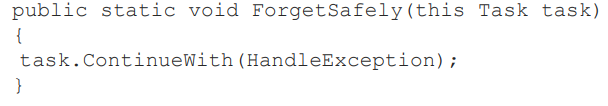 public static void ForgetSafely(this Task task)
{
task.ContinueWith(HandleException);
}